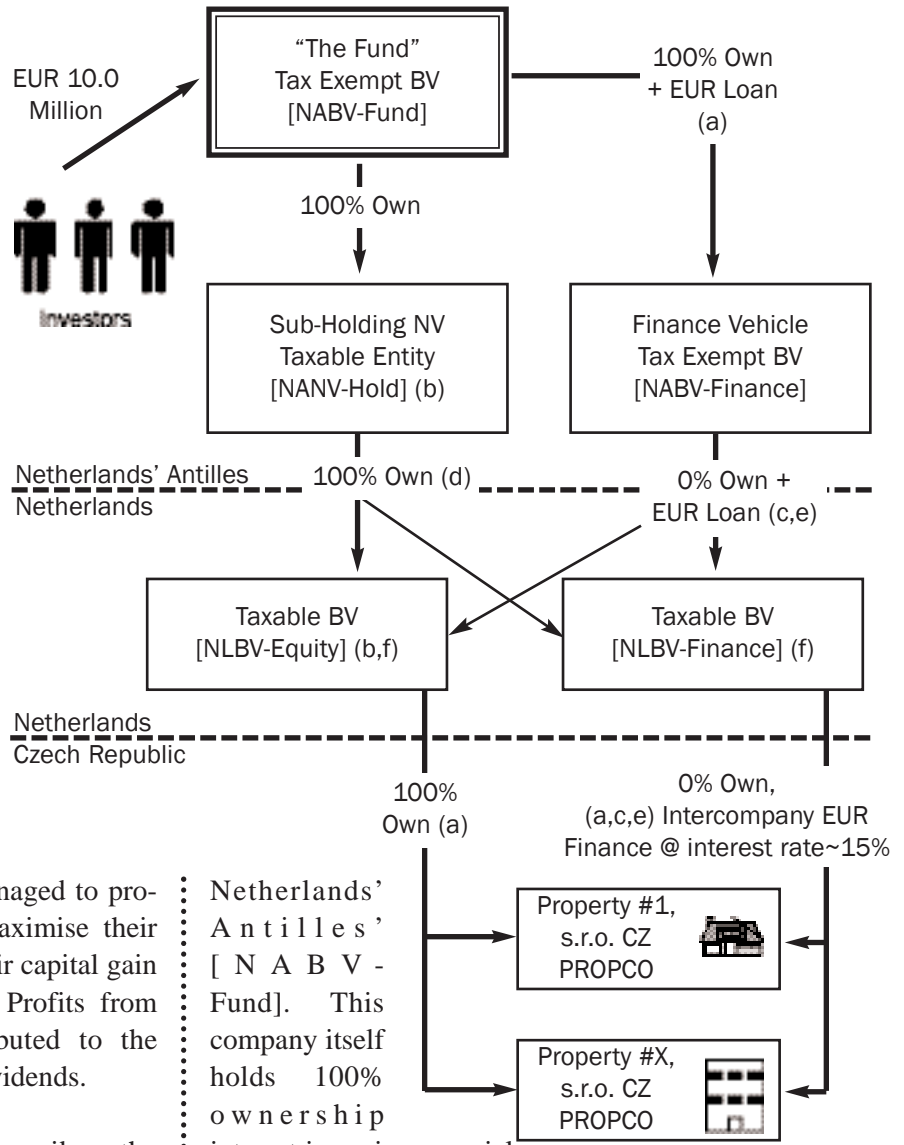 “The Fund”
Tax Exempt BV
[NABV-Fund]
EUR 10.0
Million
100% Own
+ EUR Loan
(a)
100% Own
Investors
Sub-Holding NV
Taxable Entity
[NANV-Hold] (b)
Finance Vehicle
Tax Exempt BV
[NABV-Finance]
Netherlands’ Antilles
Netherlands
100% Own (d)
0% Own +
EUR Loan (c,e)
Taxable BV
[NLBV-Equity] (b,f)
Taxable BV
[NLBV-Finance] (f)
Netherlands
Czech Republic
100%
Own (a)
0% Own,
(a,c,e) Intercompany EUR
Finance @ interest rate~15%
Property #1,
s.r.o. CZ
PROPCO
Property #X,
s.r.o. CZ
PROPCO
naged to pro-
aximise their
ir capital gain
Profits from
buted to the
vidends.
Netherlands’
Antilles’
[NABV-
Fund]. This
company itself
holds 100%
ownership